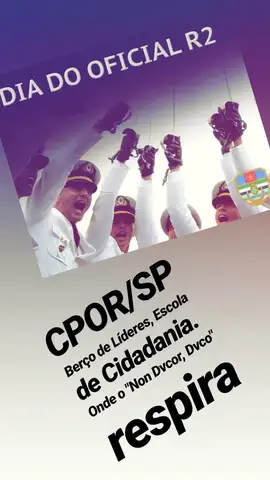 DIA DO OFICIAL R2
CPOR/SP
Berço de Líderes, Escola
de Cidadania.
Onde o "Non Dvcor, Dvco"
respira